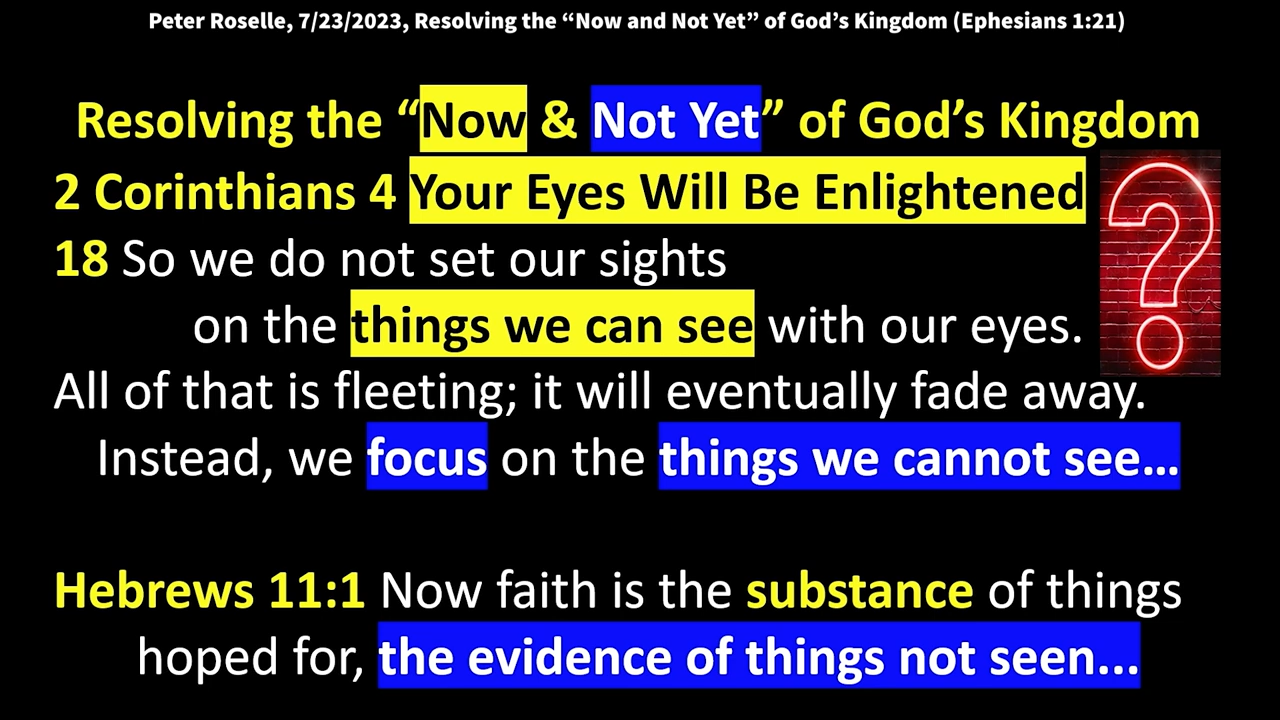 Peter Roselle, 7/23/2023, Resolving the “Now and Not Yet” of God’s Kingdom (Ephesians 1:21)
Resolving the “Now & Not Yet” of God’s Kingdom
2 Corinthians 4 Your Eyes Will Be Enlightened
18 So we do not set our sights
on the things we can see with our eyes.
All of that is fleeting; it will eventually fade away.
Instead, we focus on the things we cannot see…
Hebrews 11:1 Now faith is the substance of things
hoped for, the evidence of things not seen...